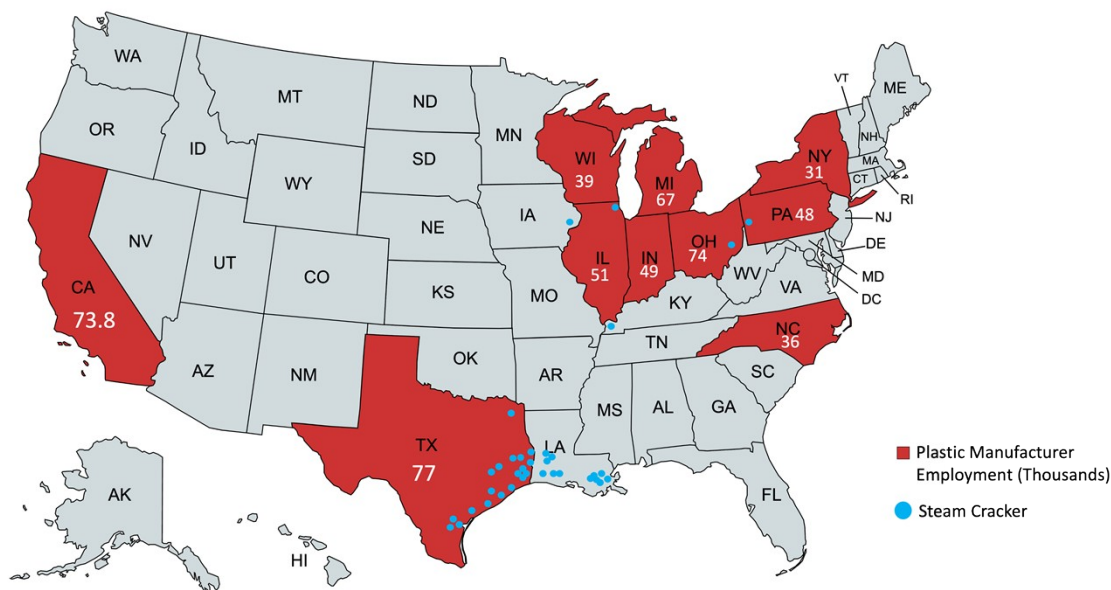 WA
MT
ND
MN
VT
ME
OR
ID
SD
WI
39
MI
67
NY
31
NH
MA
CT
RI
WY
IA
NE
PA 48
NJ
NV
UT
CO
IL
51
IN
49
OH
74
DE
MD
DC
WV
VA
CA
73.8
KS
MO
KY
NC
36
AZ
NM
OK
TN
AR
SC
MS
AL
GA
TX
77
LA
FL
AK
HI
Plastic Manufacturer
Employment (Thousands)
Steam Cracker